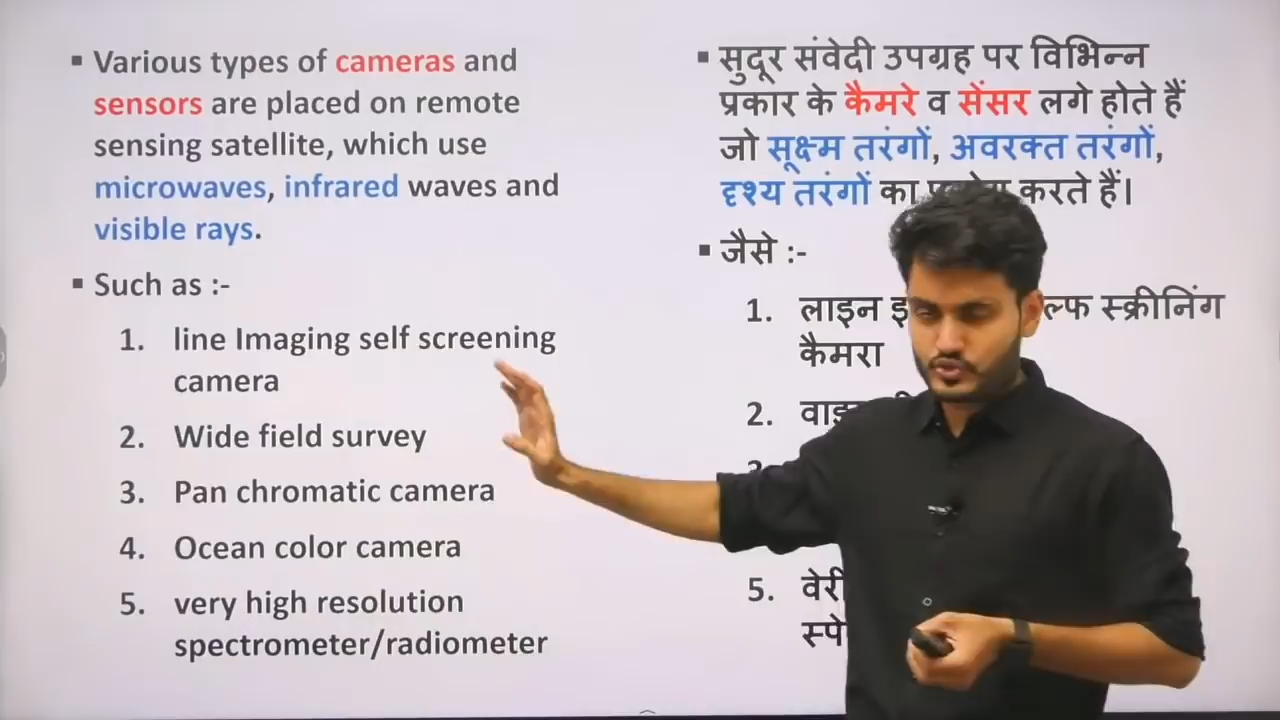 ▪ Various types of cameras and
sensors are placed on remote
sensing satellite, which use
microwaves, infrared waves and
visible rays.
▪ Such as :-
1. line Imaging self screening
camera
2. Wide field survey
3. Pan chromatic camera
4. Ocean color camera
5. very high resolution
spectrometer/radiometer
▪ सुदूर संवेदी उपग्रह पर विभिन्न
प्रकार के कैमरे व सेंसर लगे होते हैं
जो सूक्ष्म तरंगों, अवरक्त तरंगों,
दृश्य तरंगों का करते हैं।
▪ जैसे :-
1. लाइन स्क्रीनिंग
कैमरा
2.
5.